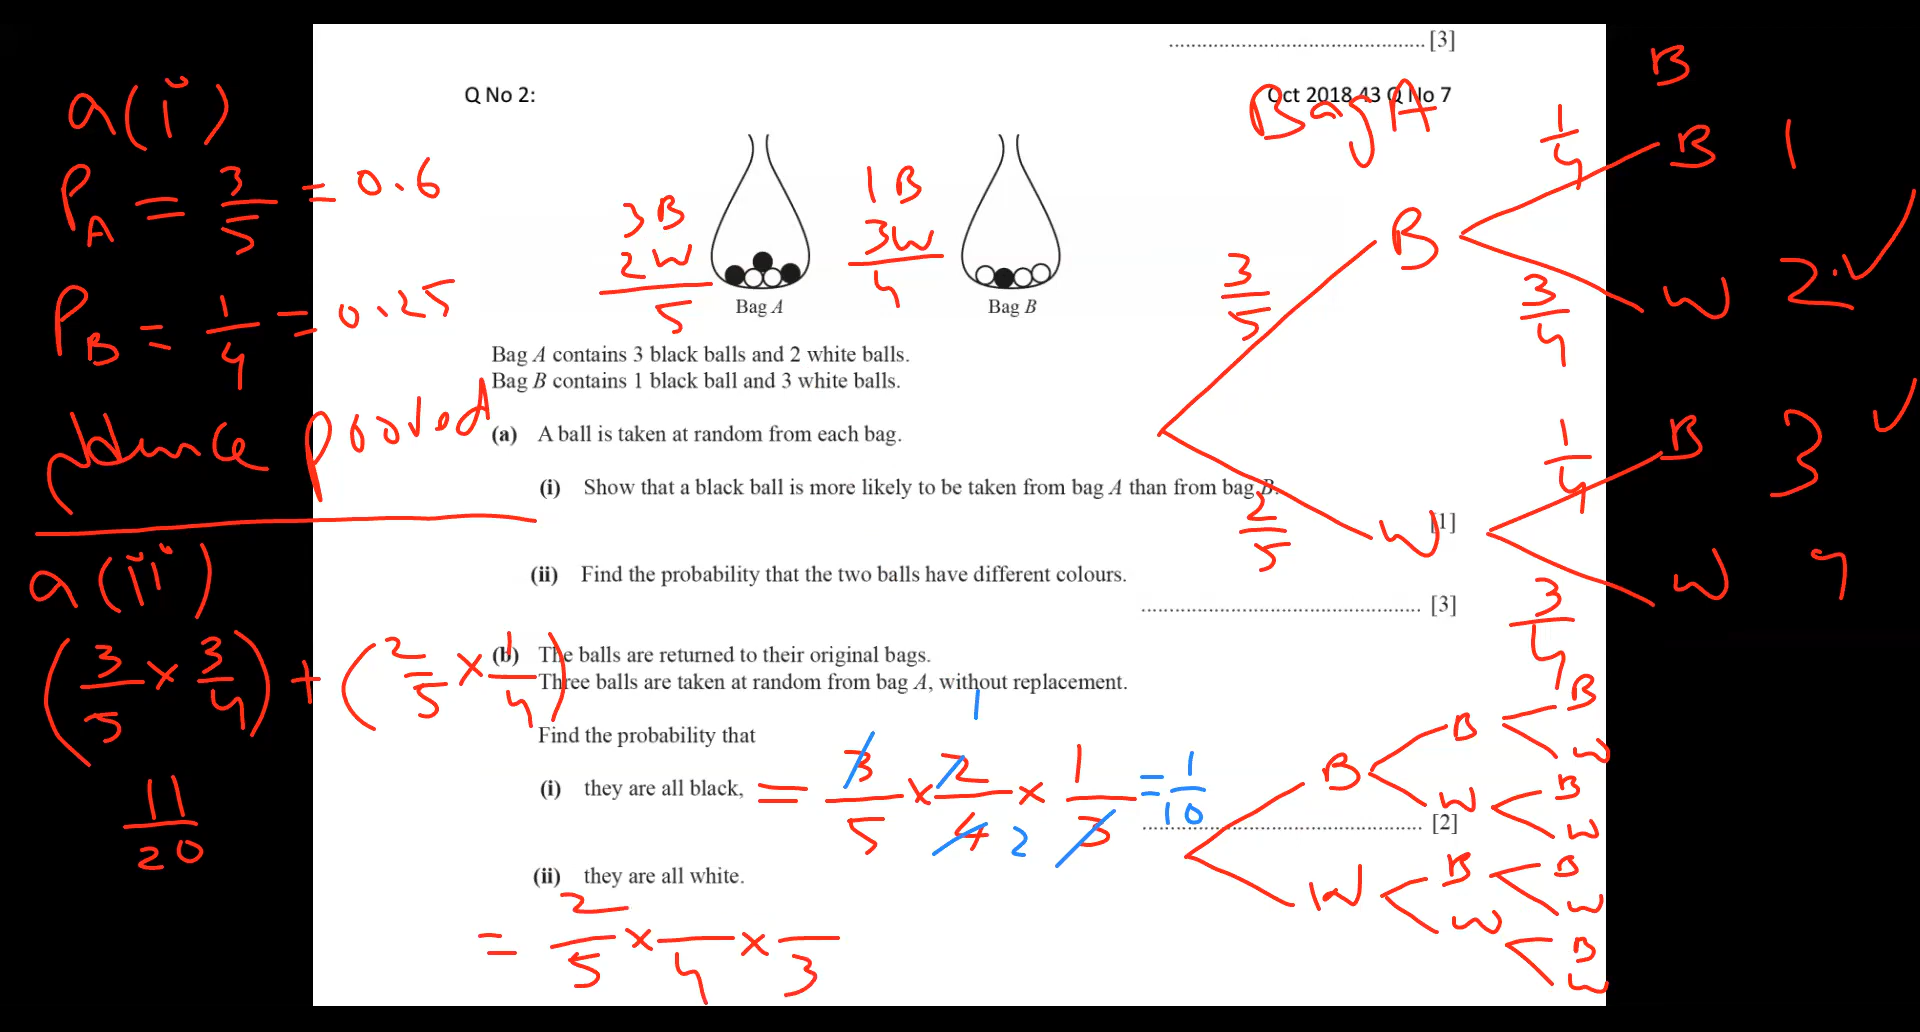 .............................................. [3]
Q No 2:
Oct 2018 43 Q No 7
Bag A
Bag B
Bag A contains 3 black balls and 2 white balls.
Bag B contains 1 black ball and 3 white balls.
(a) A ball is taken at random from each bag.
(i) Show that a black ball is more likely to be taken from bag A than from bag B.
[1]
(ii) Find the probability that the two balls have different colours.
.................................................. [3]
(b) The balls are returned to their original bags.
Three balls are taken at random from bag A, without replacement.
Find the probability that
(i) they are all black,
= 3/5 × 2/4 × 1/3 = 1/10
1
2
.................................................. [2]
(ii) they are all white.
= 2/5 × /4 × /3
a(i)
P_A = 3/5 = 0.6
P_B = 1/4 = 0.25
a(ii)
(3/5 × 3/4) + (2/5 × 1/4)
11/20
3B
2W
5
1B
3W
4
Bag A
B
3/5 B
1/4 B 1
3/4 W 2 ✓
2/5 W
1/4 B 3 ✓
3/4 W
B
B
B
W
W
B
W
W
B
B
W
W
B
W